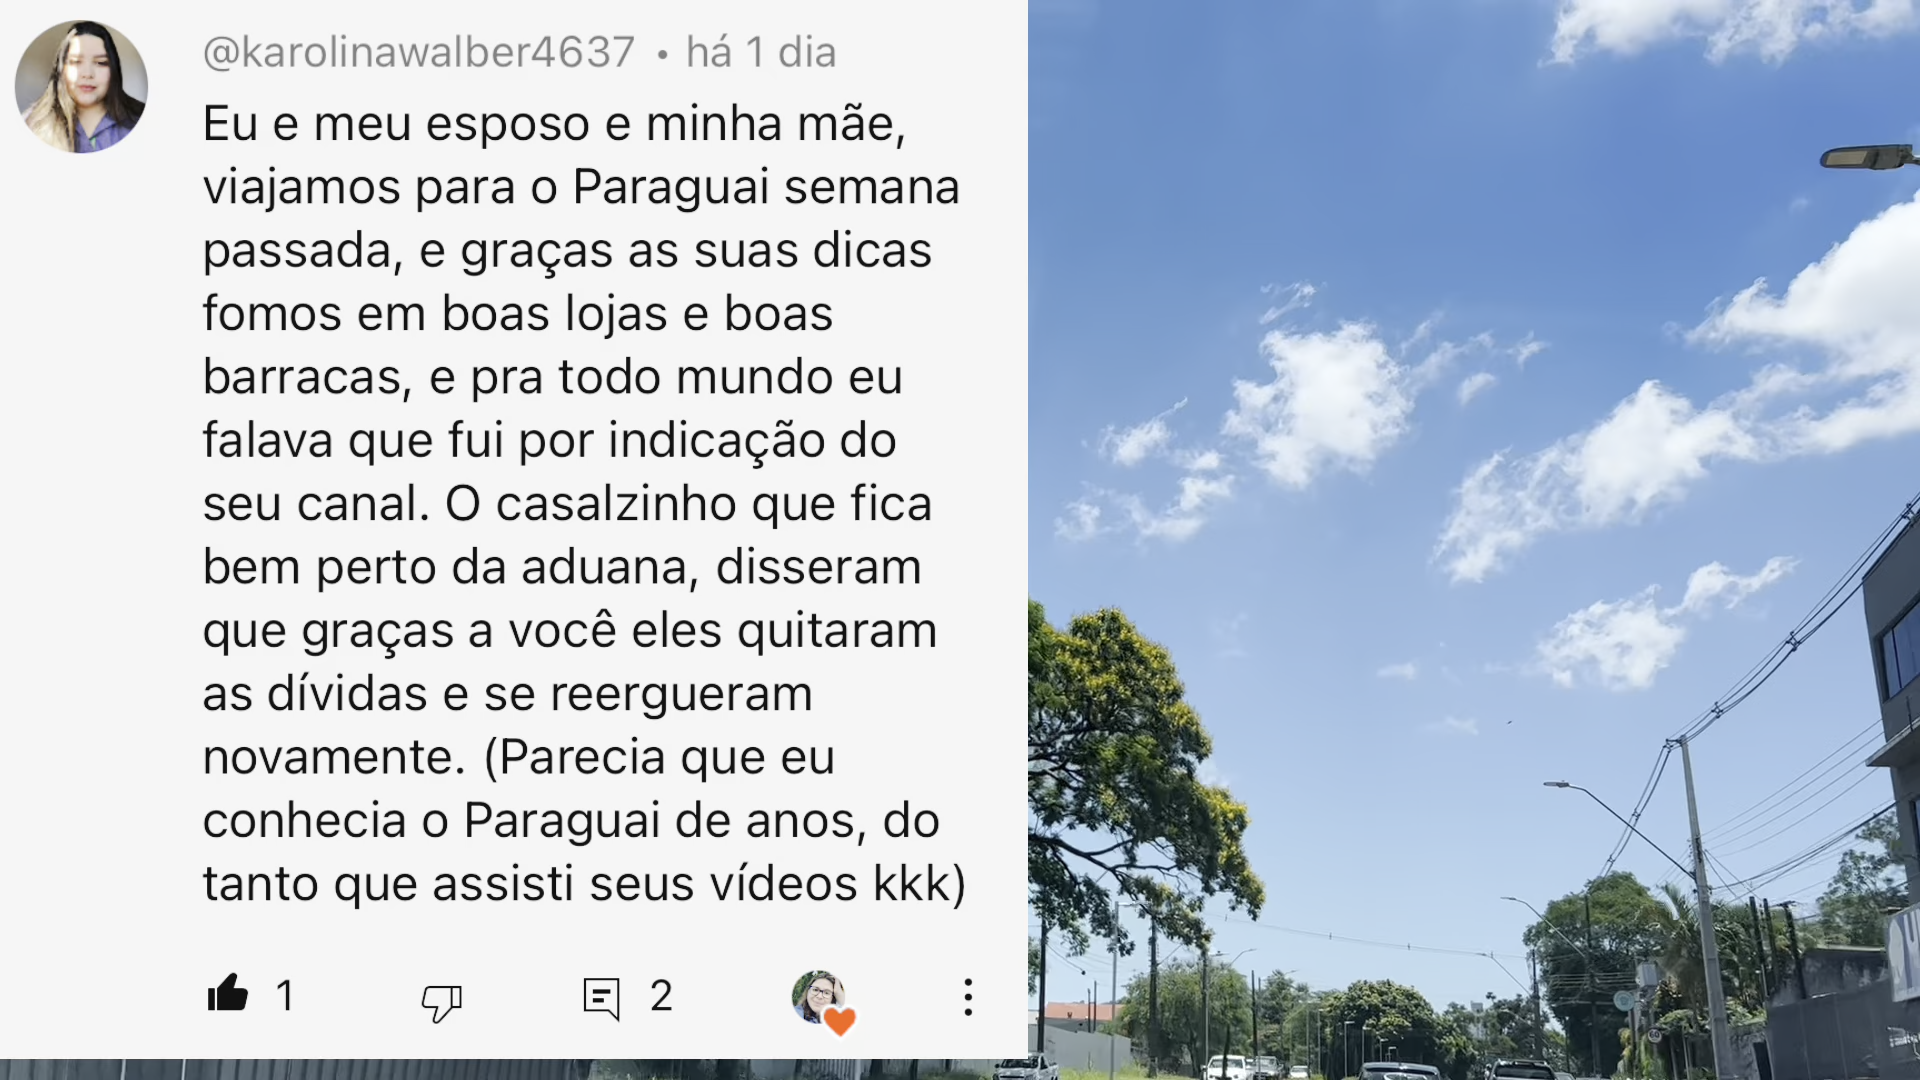 @karolinawalber4637 • há 1 dia
Eu e meu esposo e minha mãe,
viajamos para o Paraguai semana
passada, e graças as suas dicas
fomos em boas lojas e boas
barracas, e pra todo mundo eu
falava que fui por indicação do
seu canal. O casalzinho que fica
bem perto da aduana, disseram
que graças a você eles quitaram
as dívidas e se reergueram
novamente. (Parecia que eu
conhecia o Paraguai de anos, do
tanto que assisti seus vídeos kkk)
1
2